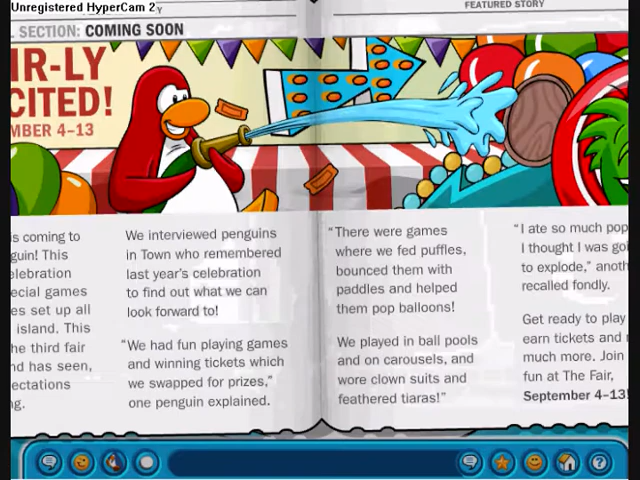 Unregistered HyperCam 2
FEATURED STORY
SECTION: COMING SOON
IR-LY
CITED!
MBER 4–13
is coming to
guin! This
elebration
ecial games
es set up all
island. This
he third fair
nd has seen,
ectations
g.
We interviewed penguins
in Town who remembered
last year's celebration
to find out what we can
look forward to!
“We had fun playing games
and winning tickets which
we swapped for prizes,”
one penguin explained.
“There were games
where we fed puffles,
bounced them with
paddles and helped
them pop balloons!
We played in ball pools
and on carousels, and
wore clown suits and
feathered tiaras!”
“I ate so much pop
I thought I was goi
to explode,” anoth
recalled fondly.
Get ready to play
earn tickets and
much more. Join
fun at The Fair,
September 4–13!
?